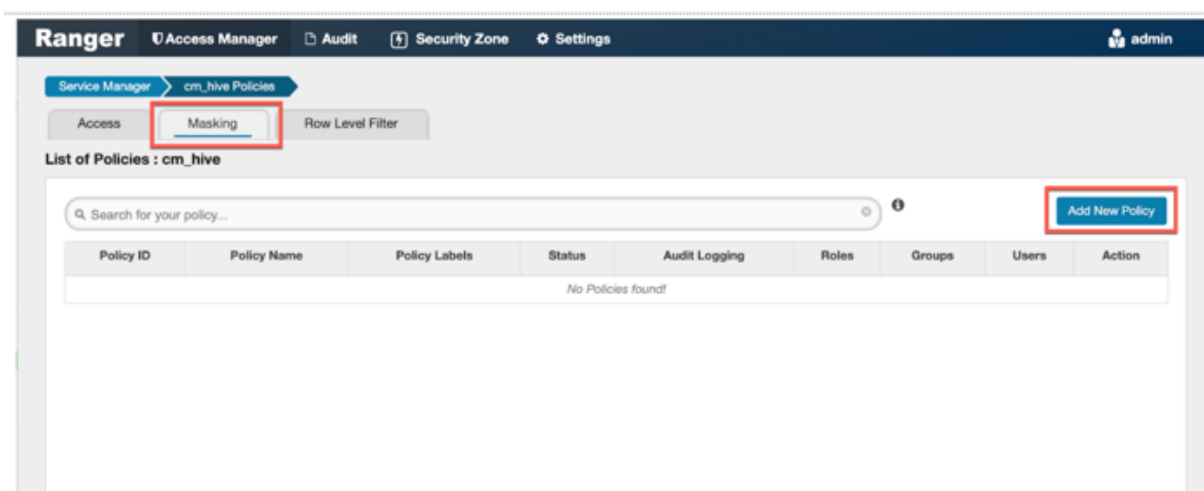 Ranger Access Manager Audit Security Zone Settings admin
Service Manager cm_hive Policies
Access Masking Row Level Filter
List of Policies : cm_hive
Search for your policy... Add New Policy
Policy ID Policy Name Policy Labels Status Audit Logging Roles Groups Users Action
No Policies found!